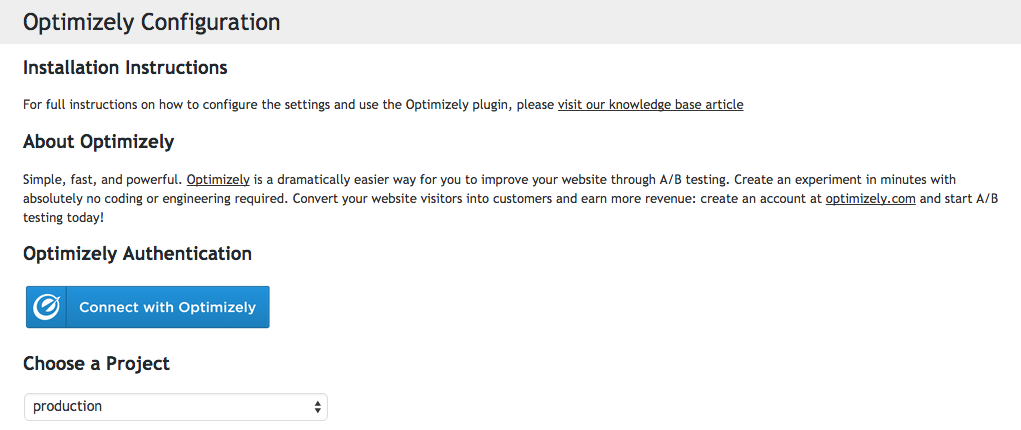 Optimizely Configuration
Installation Instructions
For full instructions on how to configure the settings and use the Optimizely plugin, please visit our knowledge base article
About Optimizely
Simple, fast, and powerful. Optimizely is a dramatically easier way for you to improve your website through A/B testing. Create an experiment in minutes with
absolutely no coding or engineering required. Convert your website visitors into customers and earn more revenue: create an account at optimizely.com and start A/B
testing today!
Optimizely Authentication
Connect with Optimizely
Choose a Project
production